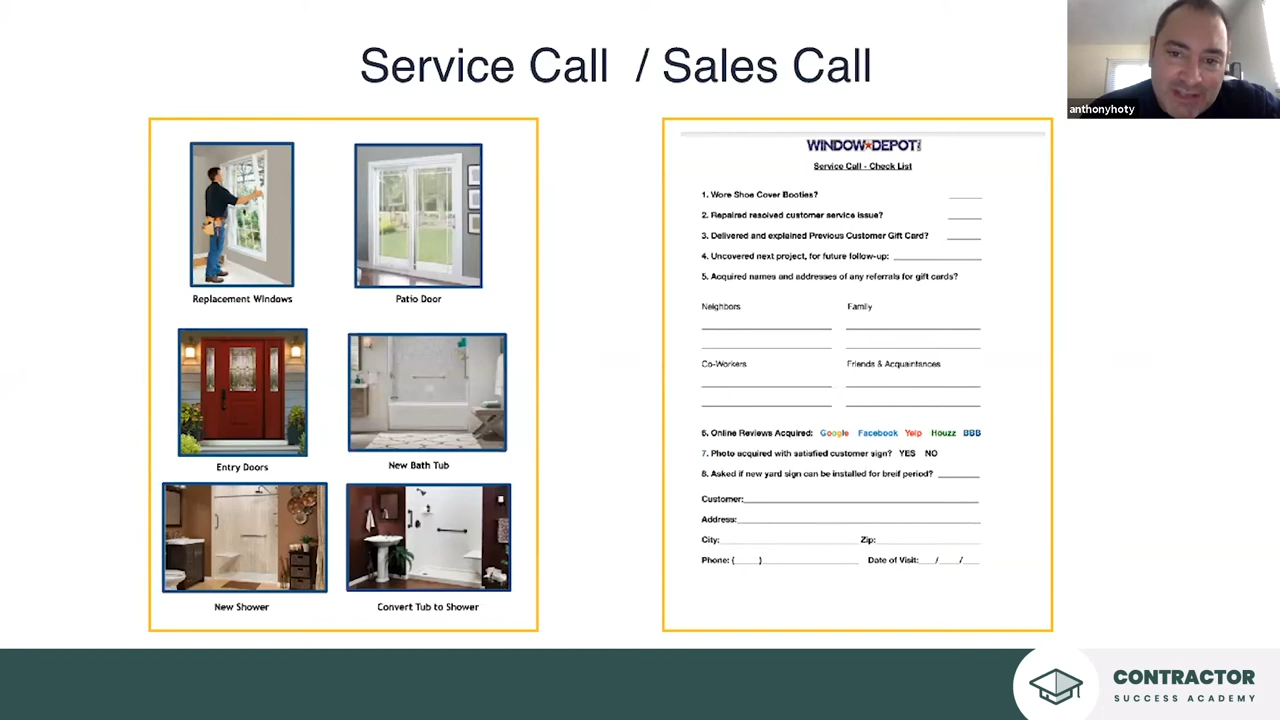 Service Call / Sales Call
anthonyhoty
Replacement Windows
Patio Door
Entry Doors
New Bath Tub
New Shower
Convert Tub to Shower
WINDOW★DEPOT
Service Call - Check List
1. Wore Shoe Cover Booties?
2. Repaired resolved customer service issue?
3. Delivered and explained Previous Customer Gift Card?
4. Uncovered next project, for future follow-up:
5. Acquired names and addresses of any referrals for gift cards?
Neighbors Family
Co-Workers Friends & Acquaintances
6. Online Reviews Acquired: Google Facebook Yelp Houzz BBB
7. Photo acquired with satisfied customer sign? YES NO
8. Asked if new yard sign can be installed for breif period?
Customer:
Address:
City: Zip:
Phone: ( ) Date of Visit: / /
CONTRACTOR
SUCCESS ACADEMY